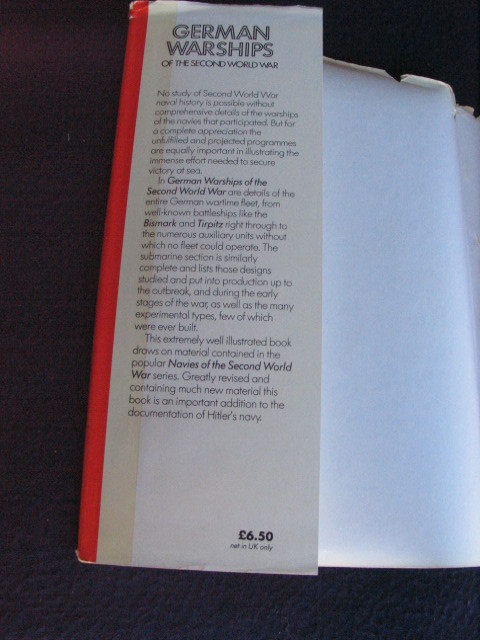 GERMAN
WARSHIPS
OF THE SECOND WORLD WAR
No study of Second World War
naval history is possible without
comprehensive details of the warships
of the navies that participated. But for
a complete appreciation the
unfulfilled and projected programmes
are equally important in illustrating the
immense effort needed to secure
victory at sea.
In German Warships of the
Second World War are details of the
entire German wartime fleet, from
well-known battleships like the
Bismark and Tirpitz right through to
the numerous auxiliary units without
which no fleet could operate. The
submarine section is similarly
complete and lists those designs
studied and put into production up to
the outbreak, and during the early
stages of the war, as well as the many
experimental types, few of which
were ever built.
This extremely well illustrated book
draws on material contained in the
popular Navies of the Second World
War series. Greatly revised and
containing much new material this
book is an important addition to the
documentation of Hitler's navy.
£6.50
net in UK only